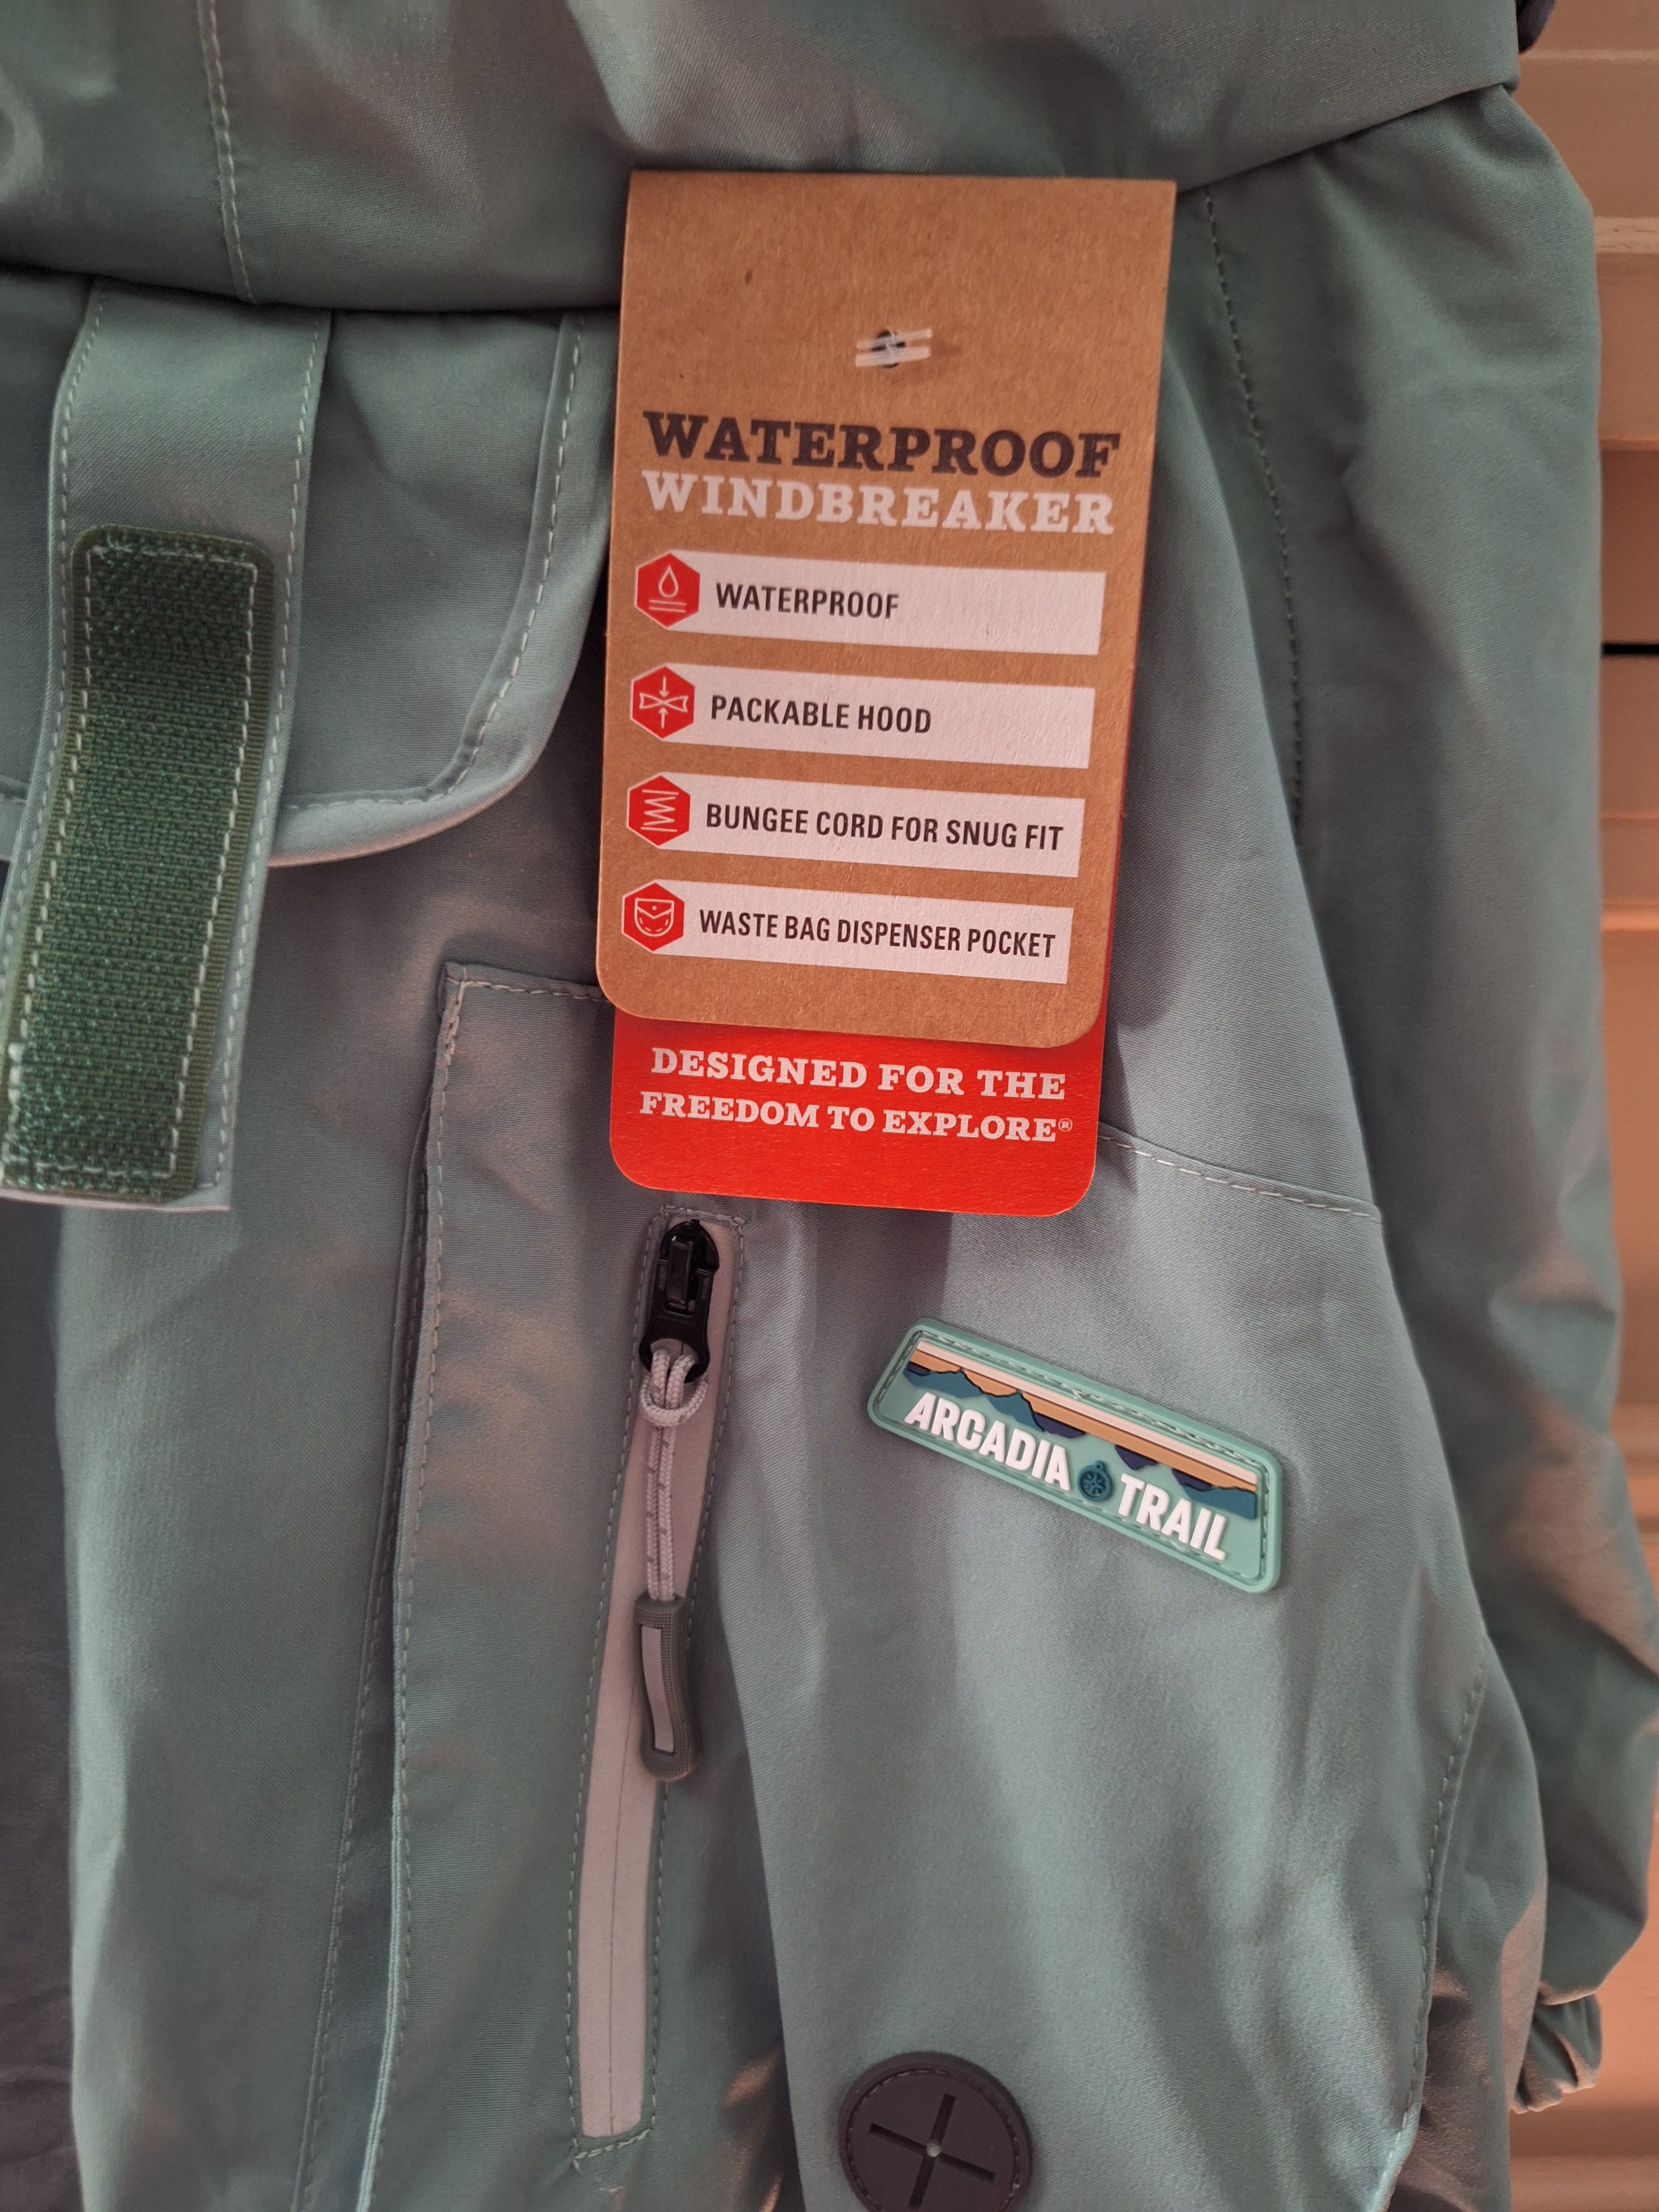 WATERPROOF
WINDBREAKER
WATERPROOF
PACKABLE HOOD
BUNGEE CORD FOR SNUG FIT
WASTE BAG DISPENSER POCKET
DESIGNED FOR THE
FREEDOM TO EXPLORE®
ARCADIA TRAIL